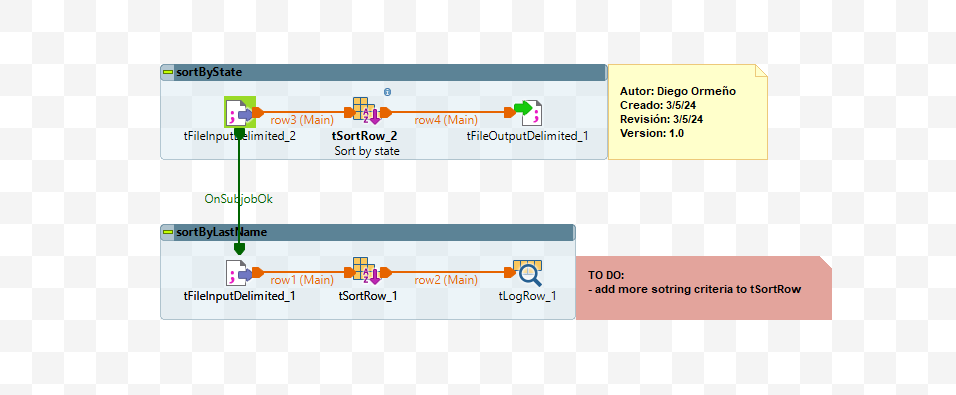 sortByState
Autor: Diego Ormeño
Creado: 3/5/24
Revisión: 3/5/24
Version: 1.0
row3 (Main)
row4 (Main)
tFileInputDelimited_2
tSortRow_2
tFileOutputDelimited_1
Sort by state
OnSubjobOk
sortByLastName
row1 (Main)
row2 (Main)
tFileInputDelimited_1
tSortRow_1
tLogRow_1
TO DO:
- add more sotring criteria to tSortRow